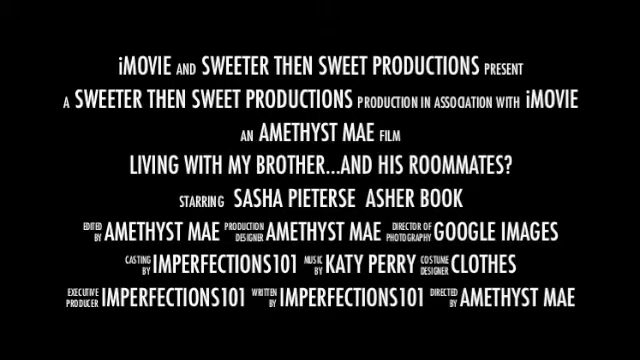 iMOVIE AND SWEETER THEN SWEET PRODUCTIONS PRESENT
A SWEETER THEN SWEET PRODUCTIONS PRODUCTION IN ASSOCIATION WITH iMOVIE
AN AMETHYST MAE FILM
LIVING WITH MY BROTHER...AND HIS ROOMMATES?
STARRING SASHA PIETERSE ASHER BOOK
EDITED BY AMETHYST MAE PRODUCTION DESIGNER AMETHYST MAE DIRECTOR OF PHOTOGRAPHY GOOGLE IMAGES
CASTING BY IMPERFECTIONS101 MUSIC BY KATY PERRY COSTUME DESIGNER CLOTHES
EXECUTIVE PRODUCER IMPERFECTIONS101 WRITTEN BY IMPERFECTIONS101 DIRECTED BY AMETHYST MAE